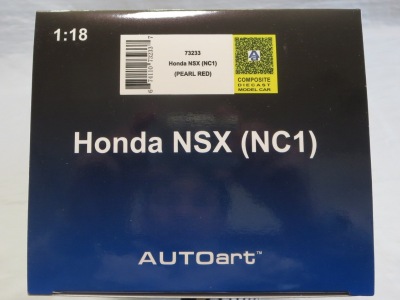 1:18
73233
Honda NSX (NC1)
(PEARL RED)
COMPOSITE
DIECAST
MODEL CAR
Honda NSX (NC1)
AUTOart™